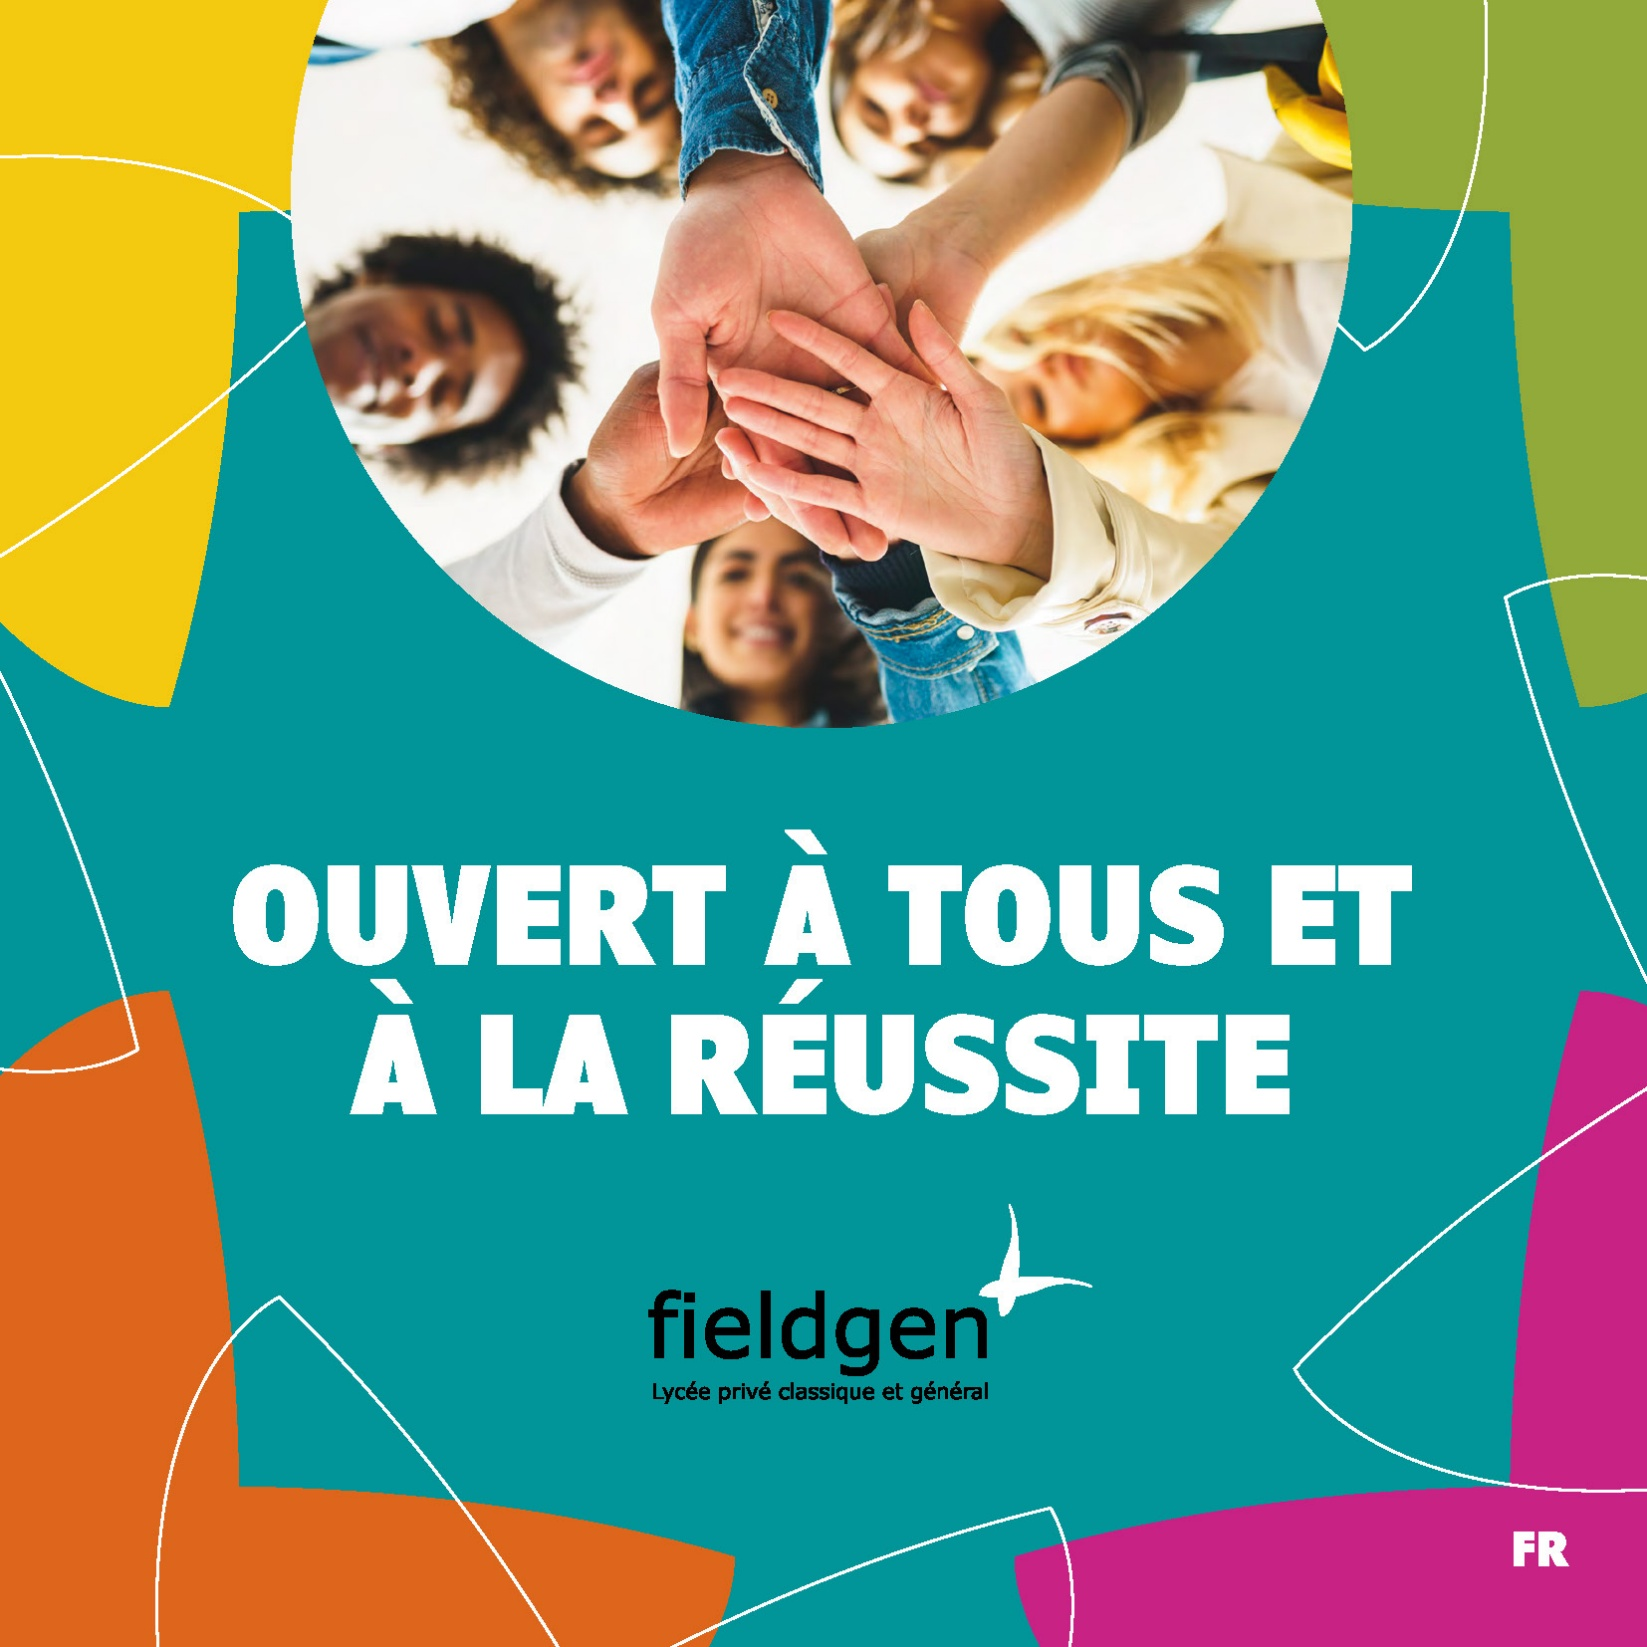 OUVERT À TOUS ET
À LA RÉUSSITE
fieldgen
Lycée privé classique et général
FR